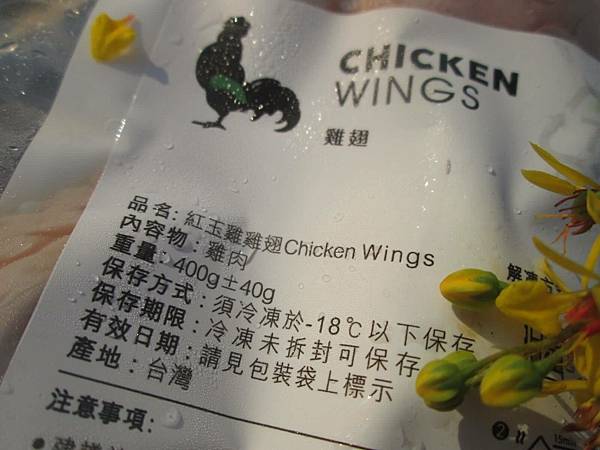 CHICKEN
WINGS
雞翅
品名: 紅玉雞雞翅Chicken Wings
內容物：雞肉
重量：400g±40g
保存方式：須冷凍於-18℃以下保存
保存期限：冷凍未拆封可保存
有效日期：請見包裝袋上標示
產地：台灣
注意事項:
15min